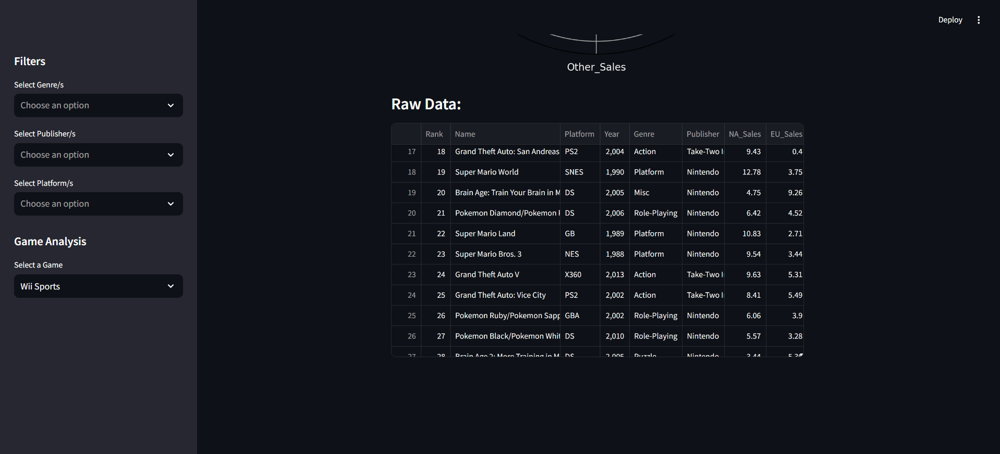 Deploy
Filters
Select Genre/s
Choose an option
Select Publisher/s
Choose an option
Select Platform/s
Choose an option
Game Analysis
Select a Game
Wii Sports
Other_Sales
Raw Data:
Rank Name Platform Year Genre Publisher NA_Sales EU_Sales
17 18 Grand Theft Auto: San Andreas PS2 2,004 Action Take-Two 9.43 0.4
18 19 Super Mario World SNES 1,990 Platform Nintendo 12.78 3.75
19 20 Brain Age: Train Your Brain in M DS 2,005 Misc Nintendo 4.75 9.26
20 21 Pokemon Diamond/Pokemon DS 2,006 Role-Playing Nintendo 6.42 4.52
21 22 Super Mario Land GB 1,989 Platform Nintendo 10.83 2.71
22 23 Super Mario Bros. 3 NES 1,988 Platform Nintendo 9.54 3.44
23 24 Grand Theft Auto V X360 2,013 Action Take-Two 9.63 5.31
24 25 Grand Theft Auto: Vice City PS2 2,002 Action Take-Two 8.41 5.49
25 26 Pokemon Ruby/Pokemon Sapp GBA 2,002 Role-Playing Nintendo 6.06 3.9
26 27 Pokemon Black/Pokemon Whit DS 2,010 Role-Playing Nintendo 5.57 3.28
27 28 Brain Age 2: More Training in M DS 2,005 Puzzle Nintendo 3.44